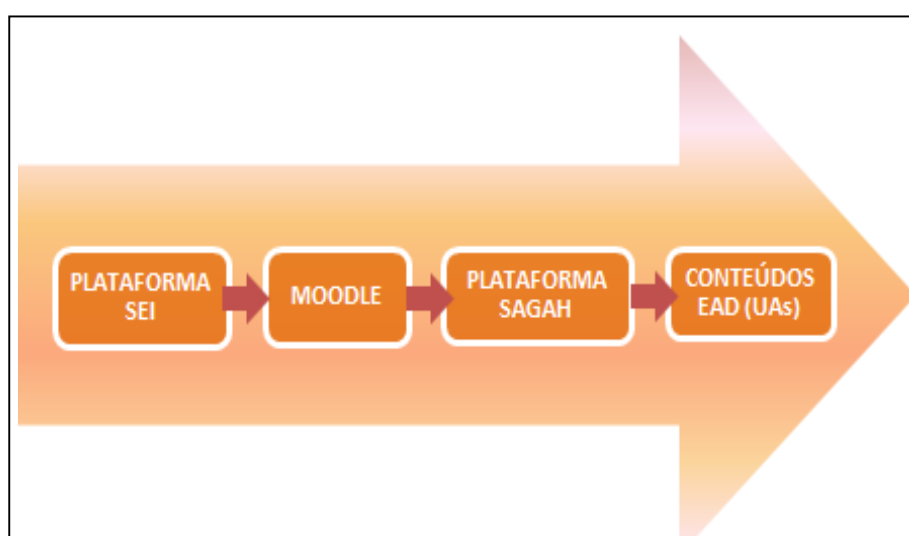 PLATAFORMA
SEI
MOODLE
PLATAFORMA
SAGAH
CONTEÚDOS
EAD (UAs)